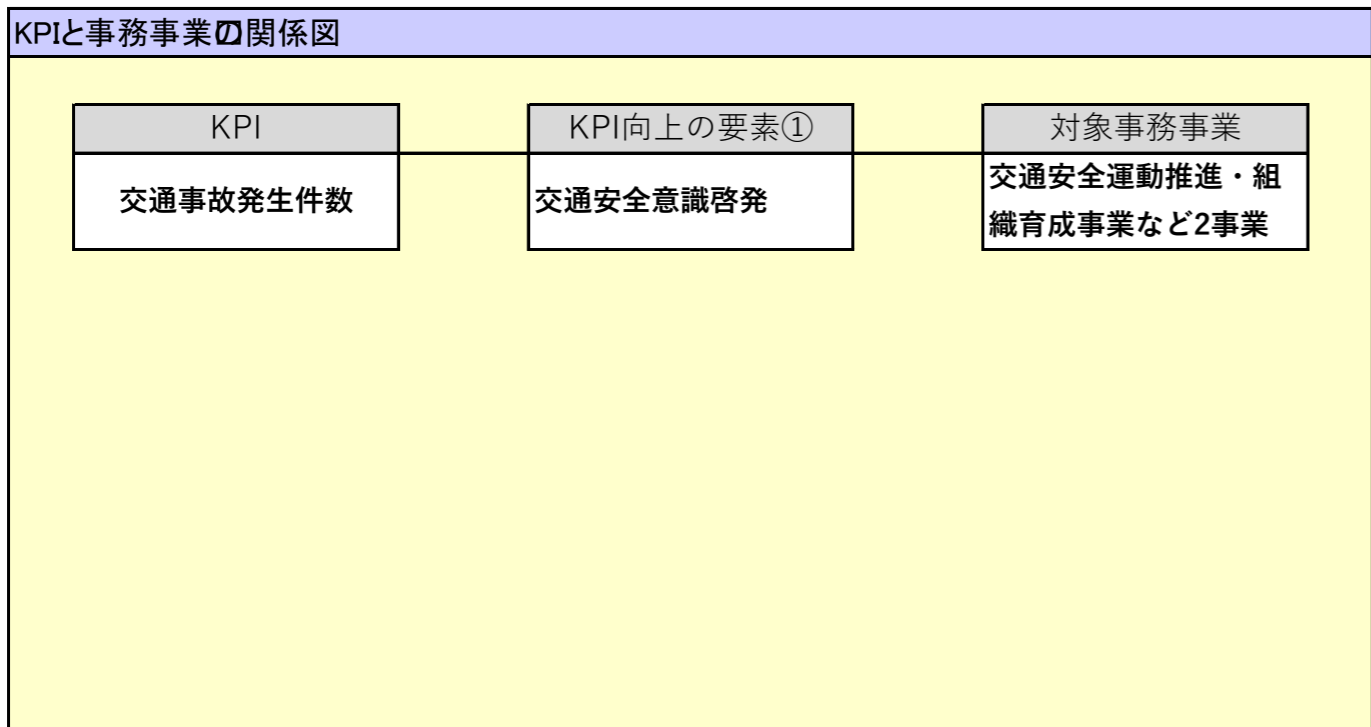 KPIと事務事業の関係図
KPI
KPI向上の要素①
対象事務事業
交通事故発生件数
交通安全意識啓発
交通安全運動推進・組
織育成事業など2事業